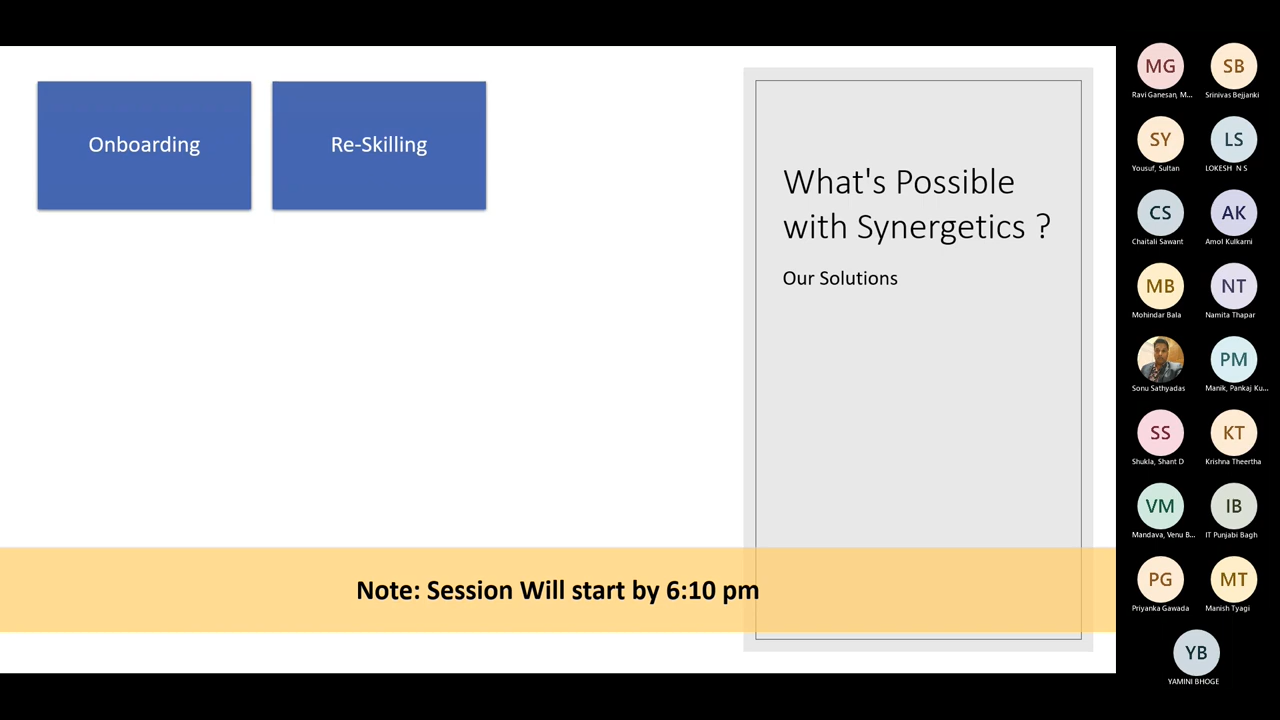 Onboarding
Re-Skilling
What's Possible
with Synergetics ?
Our Solutions
Note: Session Will start by 6:10 pm
MG
Ravi Ganesan, M...
SB
Srinivas Bejjanki
SY
Yousuf, Sultan
LS
LOKESH N S
CS
Chaitali Sawant
AK
Amol Kulkarni
MB
Mohindar Bala
NT
Namita Thapar
Sonu Sathyadas
PM
Manik, Pankaj Ku...
SS
Shukla, Shant D
KT
Krishna Theertha
VM
Mandava, Venu B...
IB
IT Punjabi Bagh
PG
Priyanka Gawada
MT
Manish Tyagi
YB
YAMINI BHOGE